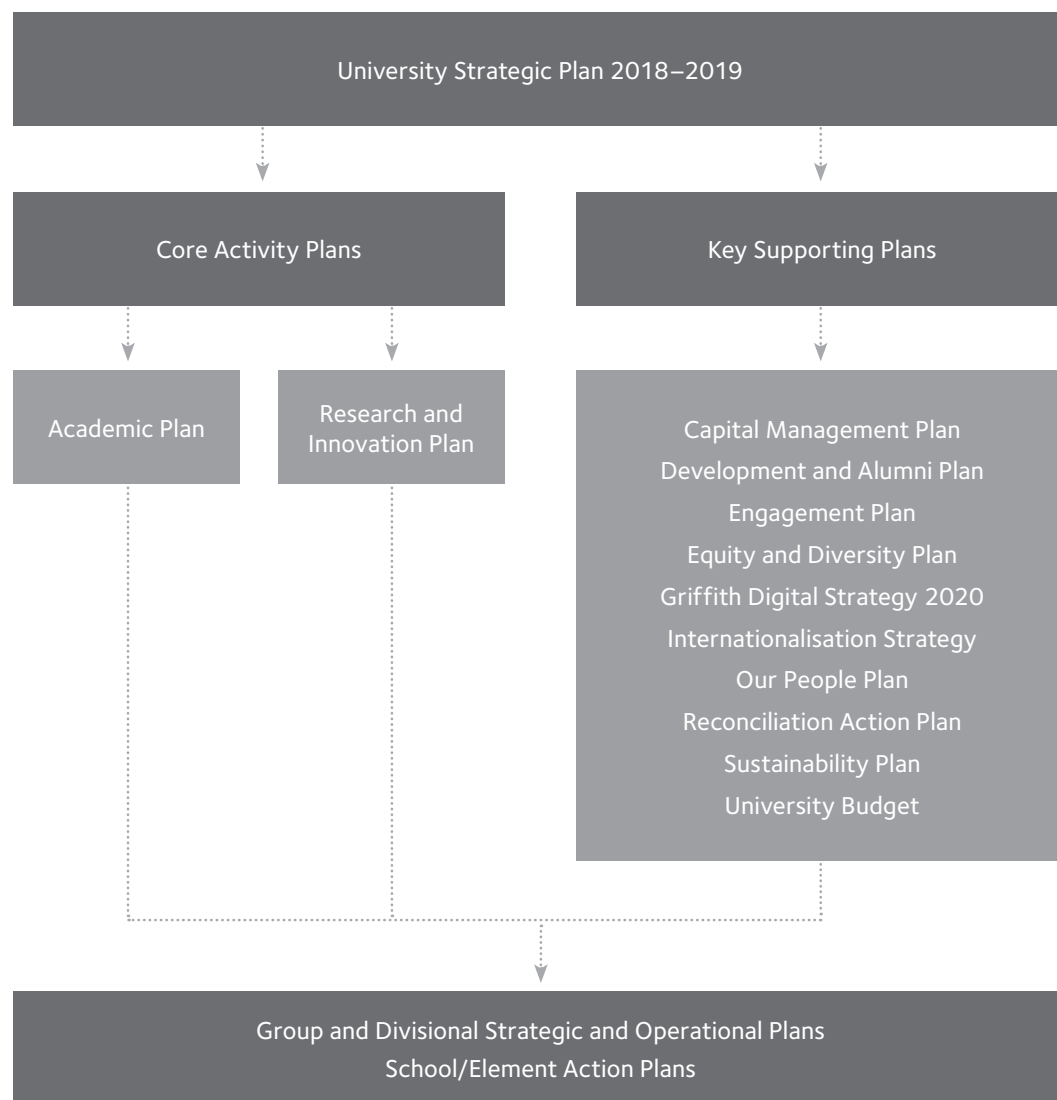 University Strategic Plan 2018–2019
Core Activity Plans
Key Supporting Plans
Academic Plan
Research and
Innovation Plan
Capital Management Plan
Development and Alumni Plan
Engagement Plan
Equity and Diversity Plan
Griffith Digital Strategy 2020
Internationalisation Strategy
Our People Plan
Reconciliation Action Plan
Sustainability Plan
University Budget
Group and Divisional Strategic and Operational Plans
School/Element Action Plans